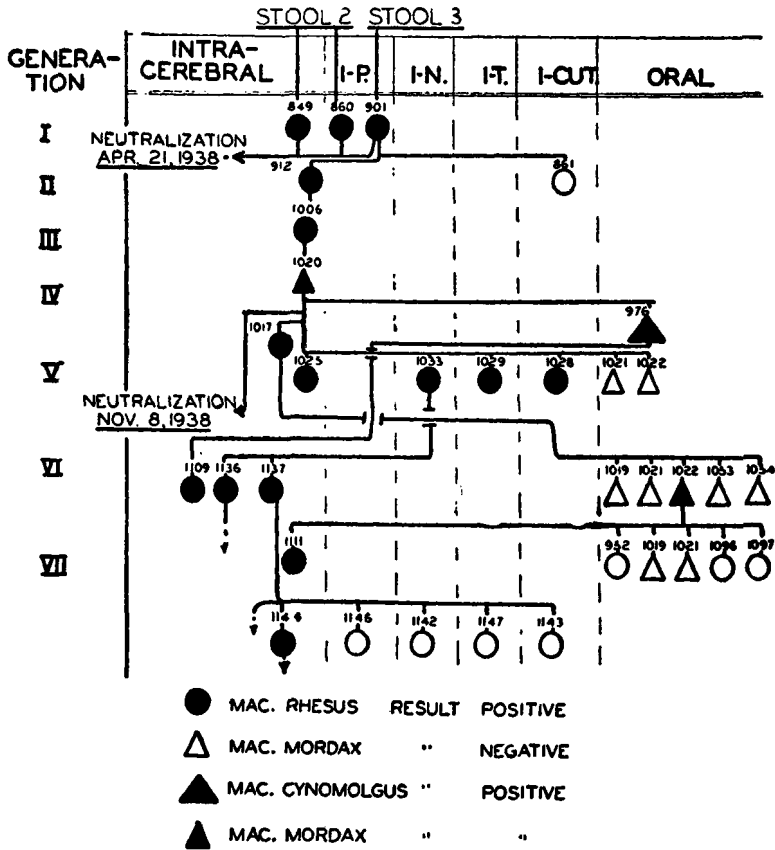 STOOL 2 STOOL 3
GENERA-
TION
INTRA-
CEREBRAL
I-P. I-N. I-T. I-CUT. ORAL
849 860 901
I
NEUTRALIZATION
APR. 21, 1938
912 861
II
1006
III
1020
IV
976
1017
1025 1033 1029 1028 1021 1022
V
NEUTRALIZATION
NOV. 8, 1938
VI
1109 1136 1137 1019 1021 1022 1053 1054
1111 952 1019 1021 1096 1097
VII
1144 1146 1142 1147 1143
MAC. RHESUS RESULT POSITIVE
MAC. MORDAX " NEGATIVE
MAC. CYNOMOLGUS " POSITIVE
MAC. MORDAX " "